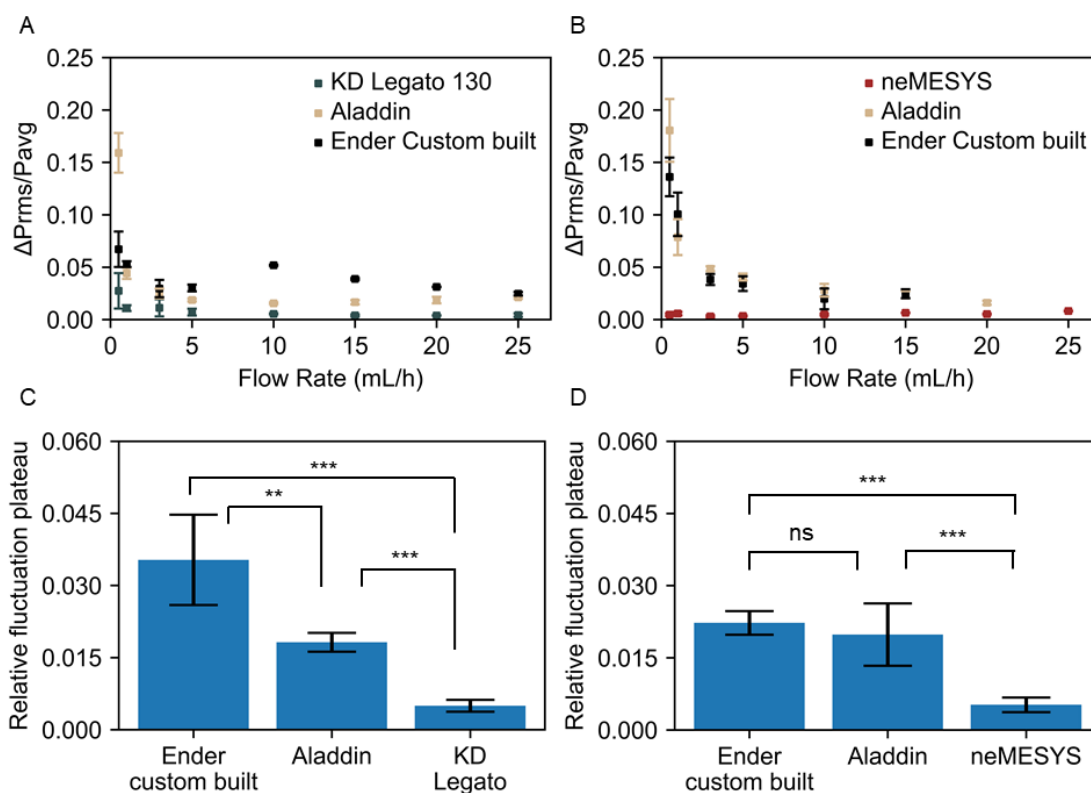 A
0.25
0.20
0.15
0.10
0.05
0.00
ΔPrms/Pavg
KD Legato 130
Aladdin
Ender Custom built
0 5 10 15 20 25
Flow Rate (mL/h)
B
0.25
0.20
0.15
0.10
0.05
0.00
ΔPrms/Pavg
neMESYS
Aladdin
Ender Custom built
0 5 10 15 20 25
Flow Rate (mL/h)
C
0.060
0.045
0.030
0.015
0.000
Relative fluctuation plateau
***
**
***
Ender
custom built
Aladdin
KD
Legato
D
0.060
0.045
0.030
0.015
0.000
Relative fluctuation plateau
***
ns
***
Ender
custom built
Aladdin
neMESYS